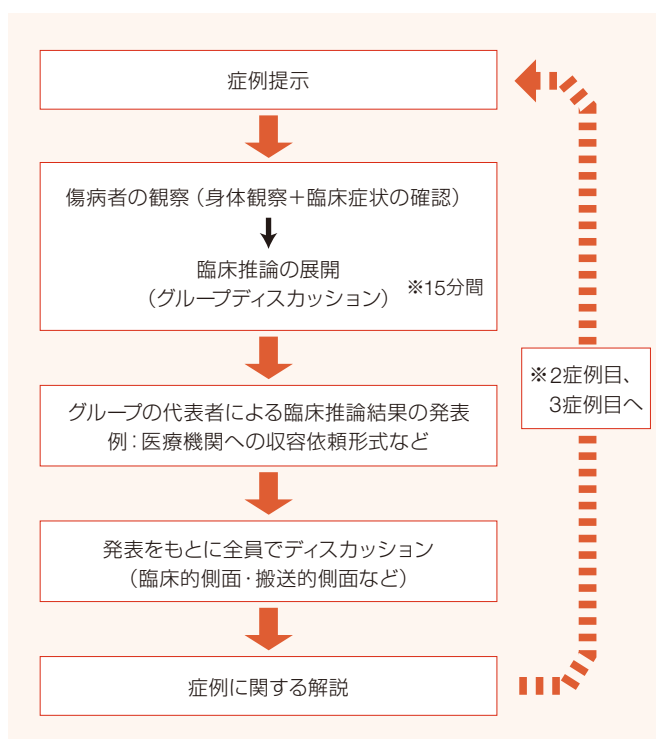 症例提示
傷病者の観察（身体観察＋臨床症状の確認）
臨床推論の展開
（グループディスカッション）
※15分間
グループの代表者による臨床推論結果の発表
例：医療機関への収容依頼形式など
発表をもとに全員でディスカッション
（臨床的側面・搬送的側面など）
症例に関する解説
※2症例目、
3症例目へ